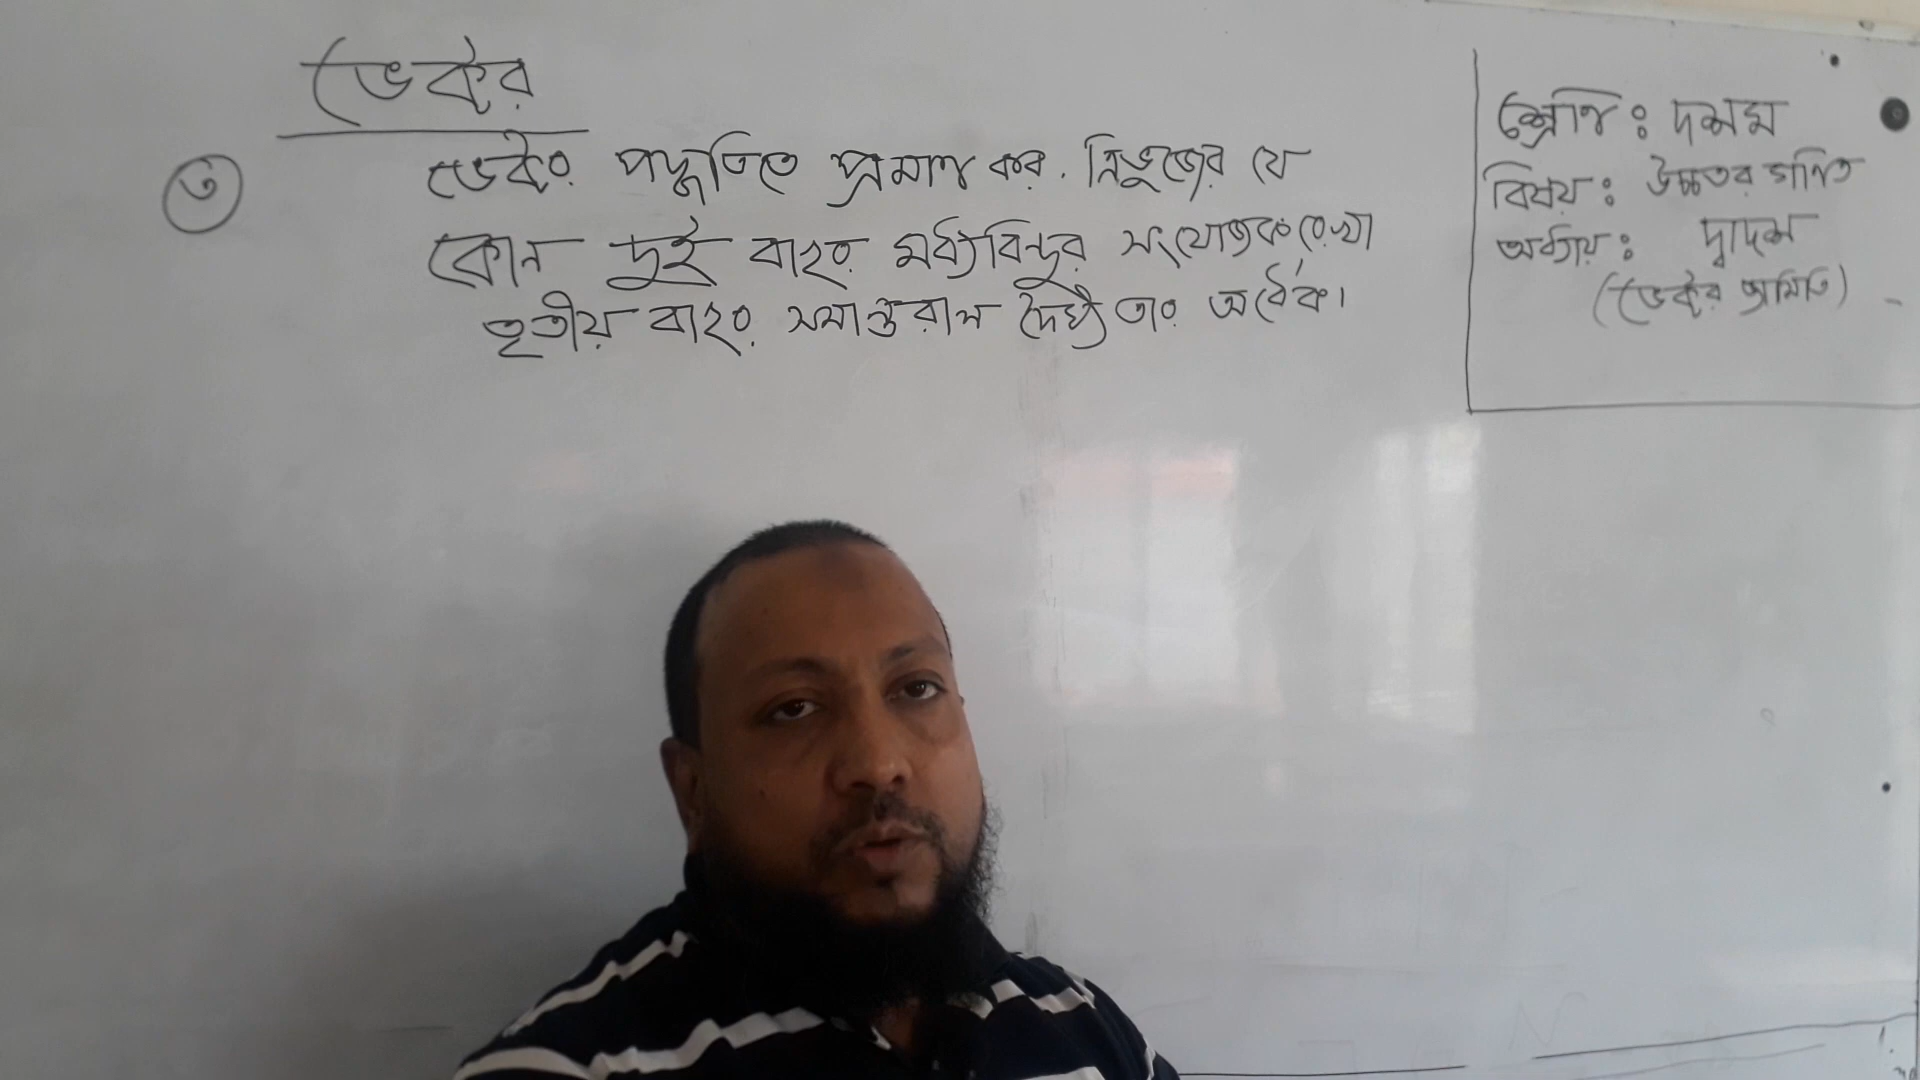 ভেক্টর
৩ ভেক্টর পদ্ধতিতে প্রমাণ কর. ত্রিভুজের যে
কোন দুই বাহুর মধ্যবিন্দুর সংযোজক রেখা
তৃতীয় বাহুর সমান্তরাল দৈর্ঘ্যে তার অর্ধেক।
শ্রেণি : দশম
বিষয় : উচ্চতর গণিত
অধ্যায় : দ্বাদশ
(ভেক্টর জ্যামিতি)